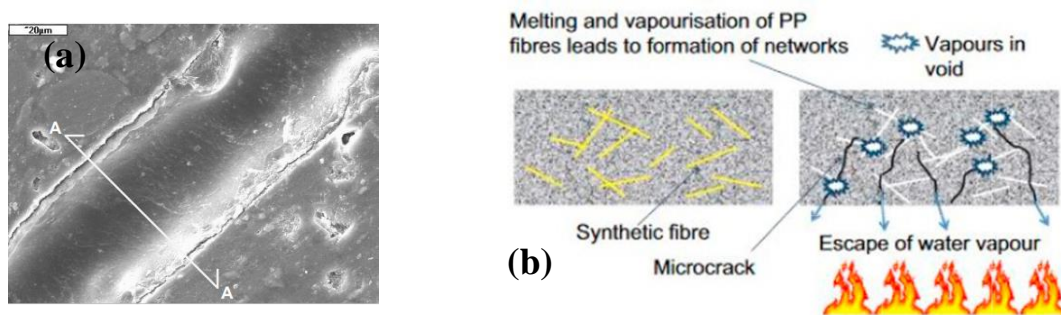 20µm
(a)
A
A'
Melting and vapourisation of PP
fibres leads to formation of networks
Vapours in
void
Synthetic fibre
Microcrack
Escape of water vapour
(b)